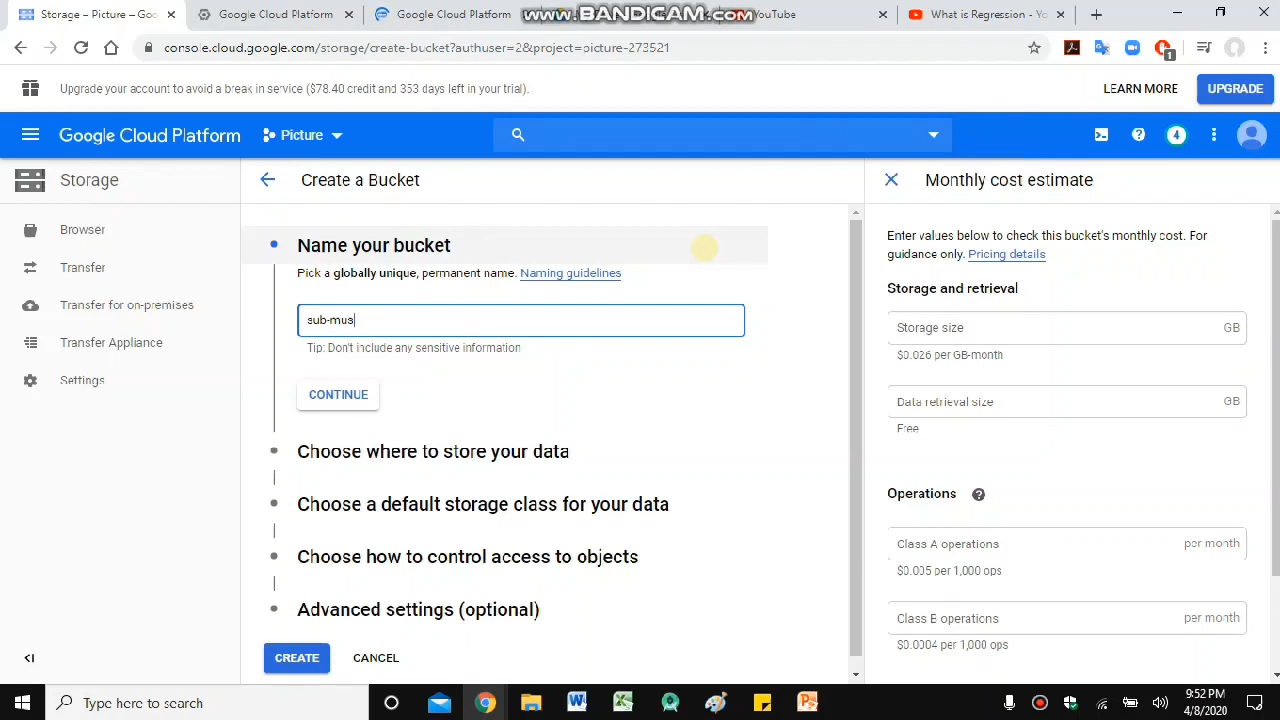 Storage – Picture – Goo
Google Cloud Platform
Google Cloud Platform
www.BANDICAM.com
YouTube
What is Regression - Yo
console.cloud.google.com/storage/create-bucket?authuser=2&project=picture-273521
1
Upgrade your account to avoid a break in service ($78.40 credit and 353 days left in your trial).
LEARN MORE
UPGRADE
Google Cloud Platform
Picture
4
Storage
Browser
Transfer
Transfer for on-premises
Transfer Appliance
Settings
Create a Bucket
Name your bucket
Pick a globally unique, permanent name. Naming guidelines
sub-mus
Tip: Don't include any sensitive information
CONTINUE
Choose where to store your data
Choose a default storage class for your data
Choose how to control access to objects
Advanced settings (optional)
CREATE
CANCEL
Monthly cost estimate
Enter values below to check this bucket's monthly cost. For
guidance only. Pricing details
Storage and retrieval
Storage size GB
$0.026 per GB-month
Data retrieval size GB
Free
Operations
Class A operations per month
$0.005 per 1,000 ops
Class B operations per month
$0.0004 per 1,000 ops
Type here to search
9:52 PM
4/8/2020